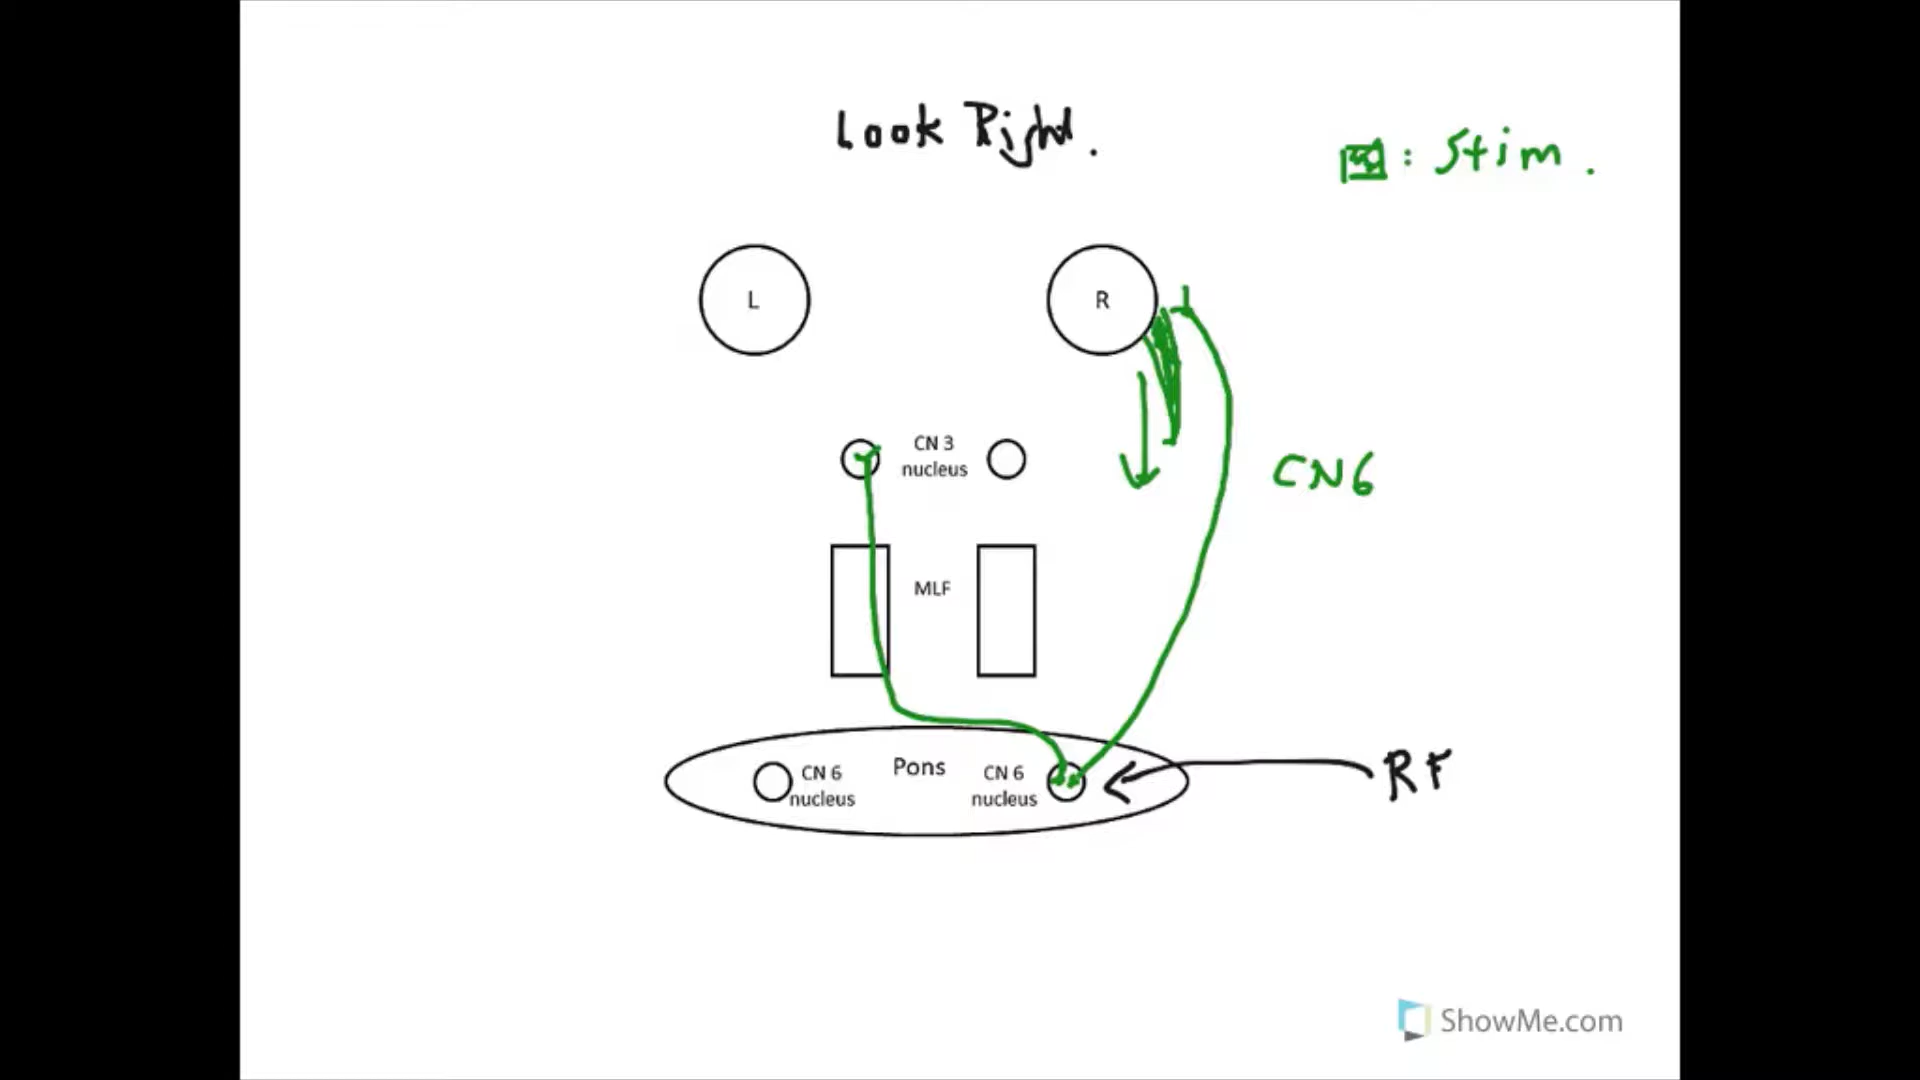 Look Right.
: Stim.
L
R
CN 3
nucleus
CN6
MLF
Pons
CN 6
nucleus
CN 6
nucleus
RF
ShowMe.com